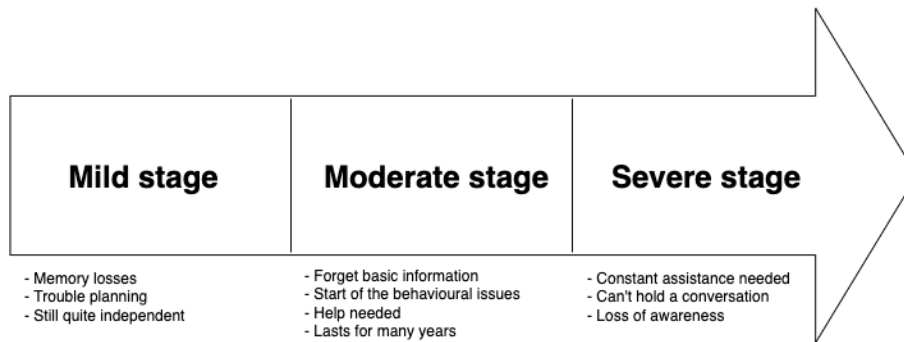 Mild stage
Moderate stage
Severe stage
- Memory losses
- Trouble planning
- Still quite independent
- Forget basic information
- Start of the behavioural issues
- Help needed
- Lasts for many years
- Constant assistance needed
- Can't hold a conversation
- Loss of awareness